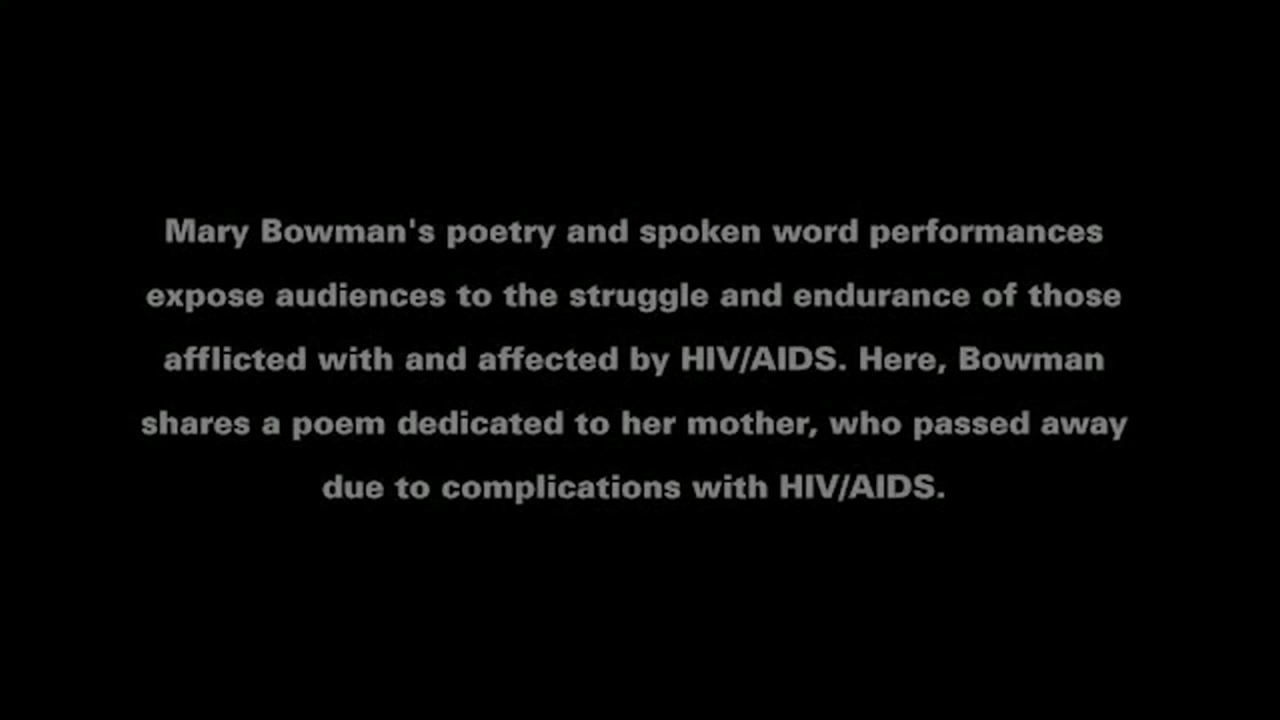 Mary Bowman's poetry and spoken word performances
expose audiences to the struggle and endurance of those
afflicted with and affected by HIV/AIDS. Here, Bowman
shares a poem dedicated to her mother, who passed away
due to complications with HIV/AIDS.